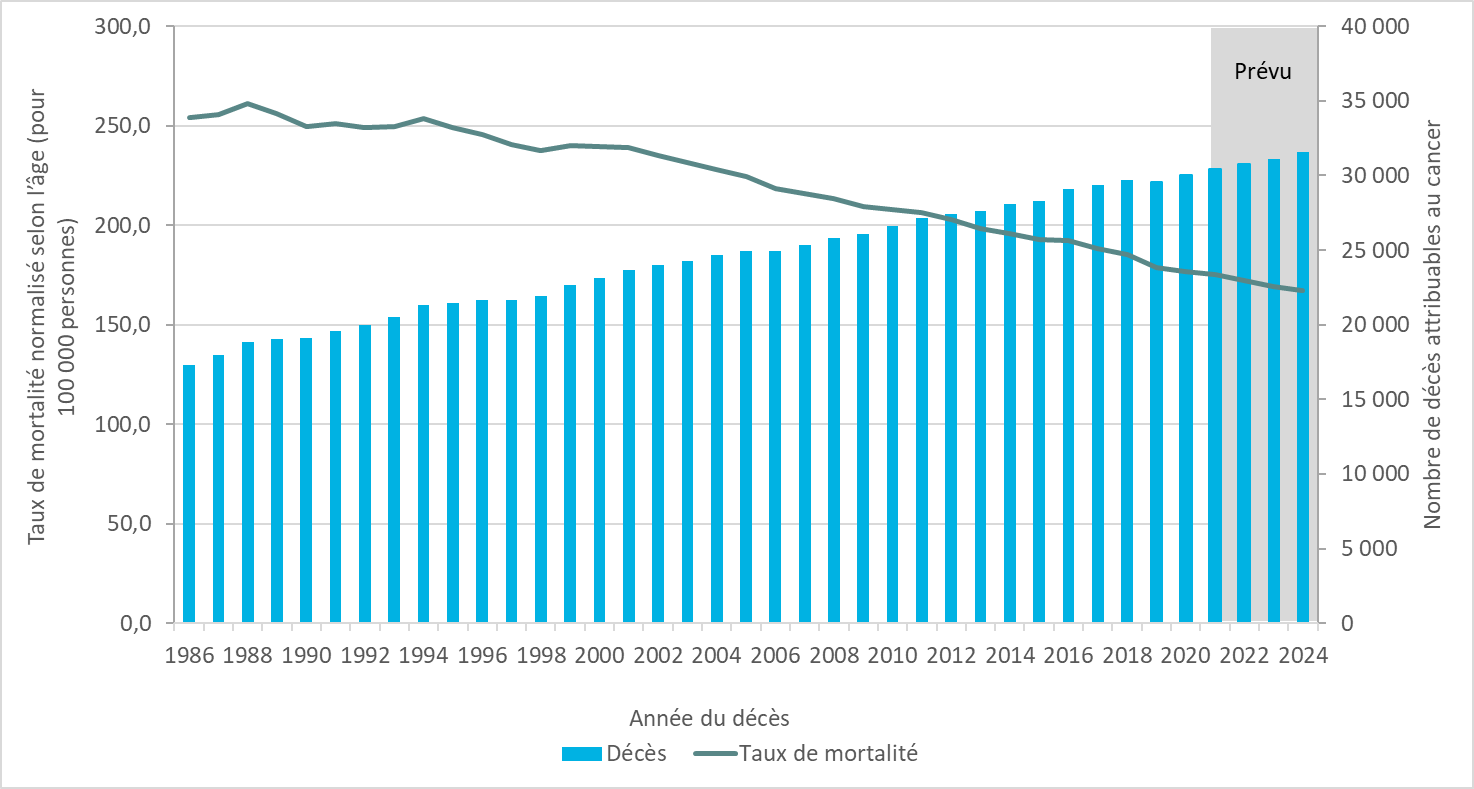 Taux de mortalité normalisé selon l’âge (pour
100 000 personnes)
300,0
250,0
200,0
150,0
100,0
50,0
0,0
Prévu
40 000
35 000
30 000
25 000
20 000
15 000
10 000
5 000
0
Nombre de décès attribuables au cancer
1986 1988 1990 1992 1994 1996 1998 2000 2002 2004 2006 2008 2010 2012 2014 2016 2018 2020 2022 2024
Année du décès
Décès Taux de mortalité